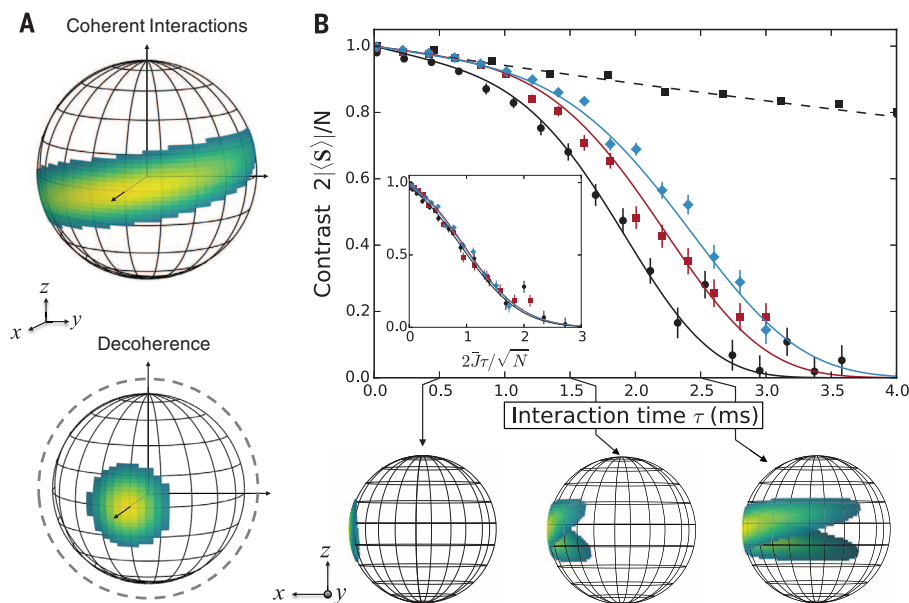 A
Coherent Interactions
z
x
y
Decoherence
B
Contrast 2|⟨S⟩|/N
1.0
0.8
0.6
0.4
0.2
0.0
1.0
0.5
0.0
0 1 2 3
2J̄τ/√N
0.0 0.5 1.0 1.5 2.0 2.5 3.0 3.5 4.0
Interaction time τ (ms)
z
x
y